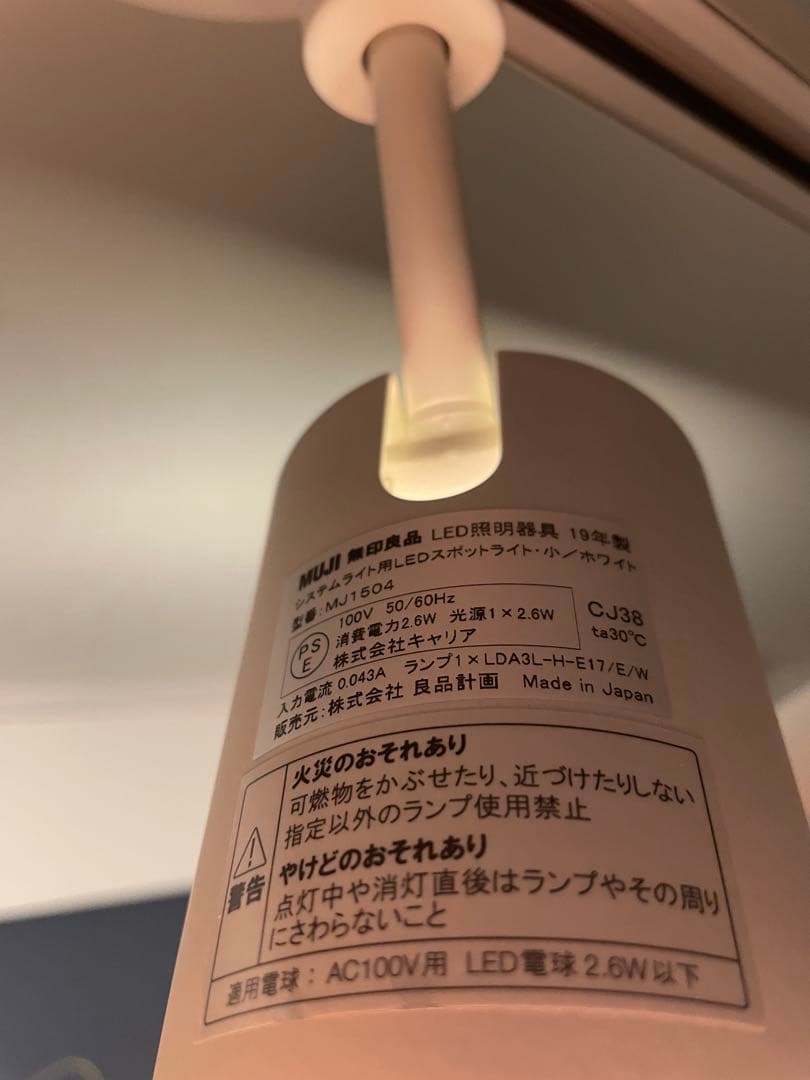 MUJI 無印良品 LED照明器具 19年製
システムライト用LEDスポットライト・小／ホワイト
型番：MJ1504
PSE
100V 50/60Hz
消費電力2.6W 光源1×2.6W
株式会社キャリア
CJ38
ta30℃
入力電流 0.043A ランプ1×LDA3L-H-E17/E/W
販売元：株式会社 良品計画 Made in Japan
警告
火災のおそれあり
可燃物をかぶせたり、近づけたりしない
指定以外のランプ使用禁止
やけどのおそれあり
点灯中や消灯直後はランプやその周り
にさわらないこと
適用電球：AC100V用 LED電球2.6W以下